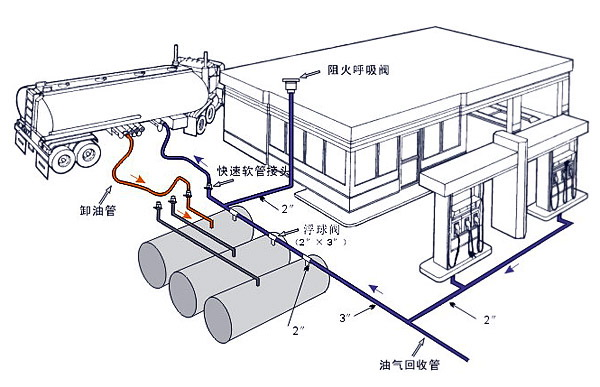 阻火呼吸阀
快速软管接头
卸油管
2"
浮球阀
(2"×3")
2"
3"
2"
油气回收管